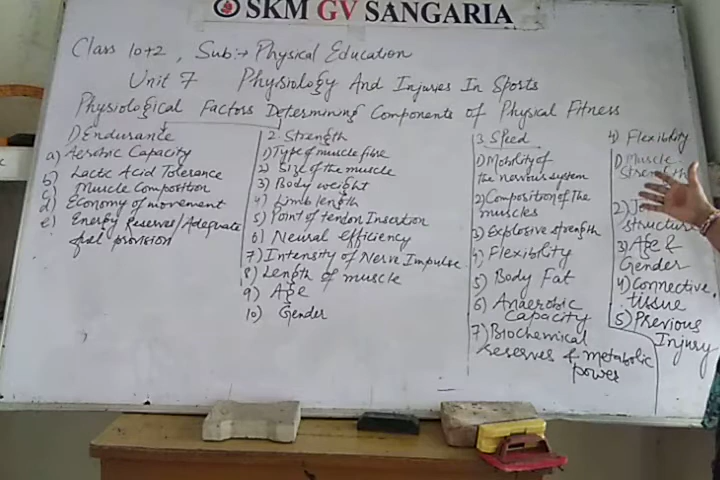 SKM GV SANGARIA
Class 10+2, Sub:→ Physical Education
Unit 7 Physiology And Injuries In Sports
Physiological Factors Determining Components of Physical Fitness
1) Endurance
a) Aerobic Capacity
b) Lactic Acid Tolerance
c) Muscle Composition
d) Economy of movement
e) Energy Reserves/Adequate
fuel provision
2. Strength
1) Type of muscle fibre
2) Size of the muscle
3) Body weight
4) Limb length
5) Point of tendon Insertion
6) Neural efficiency
7) Intensity of Nerve Impulse
8) Length of muscle
9) Age
10) Gender
3. Speed
1) Mobility of
the nervous system
2) Composition of the
muscles
3) Explosive strength
4) Flexibility
5) Body Fat
6) Anaerobic
Capacity
7) Biochemical
reserves & metabolic
power
4) Flexibility
1) Muscle
Strength
2)
structure
3) Age &
Gender
4) Connective
tissue
5) Previous
Injury